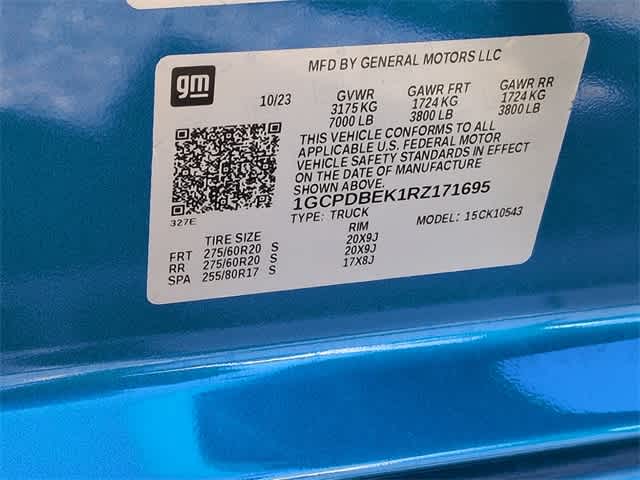 MFD BY GENERAL MOTORS LLC
gm
10/23
GVWR GAWR FRT GAWR RR
3175 KG 1724 KG 1724 KG
7000 LB 3800 LB 3800 LB
THIS VEHICLE CONFORMS TO ALL
APPLICABLE U.S. FEDERAL MOTOR
VEHICLE SAFETY STANDARDS IN EFFECT
ON THE DATE OF MANUFACTURE
SHOWN ABOVE.
1GCPDBEK1RZ171695
327E
TYPE: TRUCK MODEL: 15CK10543
TIRE SIZE RIM
FRT 275/60R20 S 20X9J
RR 275/60R20 S 20X9J
SPA 255/80R17 S 17X8J